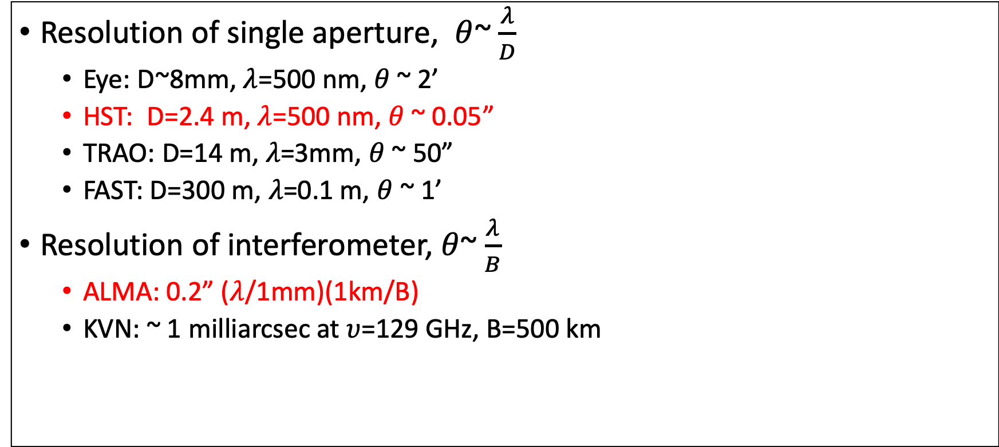 • Resolution of single aperture, 𝜃~ 𝜆/𝐷
• Eye: D~8mm, 𝜆=500 nm, 𝜃 ~ 2’
• HST: D=2.4 m, 𝜆=500 nm, 𝜃 ~ 0.05”
• TRAO: D=14 m, 𝜆=3mm, 𝜃 ~ 50”
• FAST: D=300 m, 𝜆=0.1 m, 𝜃 ~ 1’
• Resolution of interferometer, 𝜃~ 𝜆/𝐵
• ALMA: 0.2” (𝜆/1mm)(1km/B)
• KVN: ~ 1 milliarcsec at 𝜐=129 GHz, B=500 km